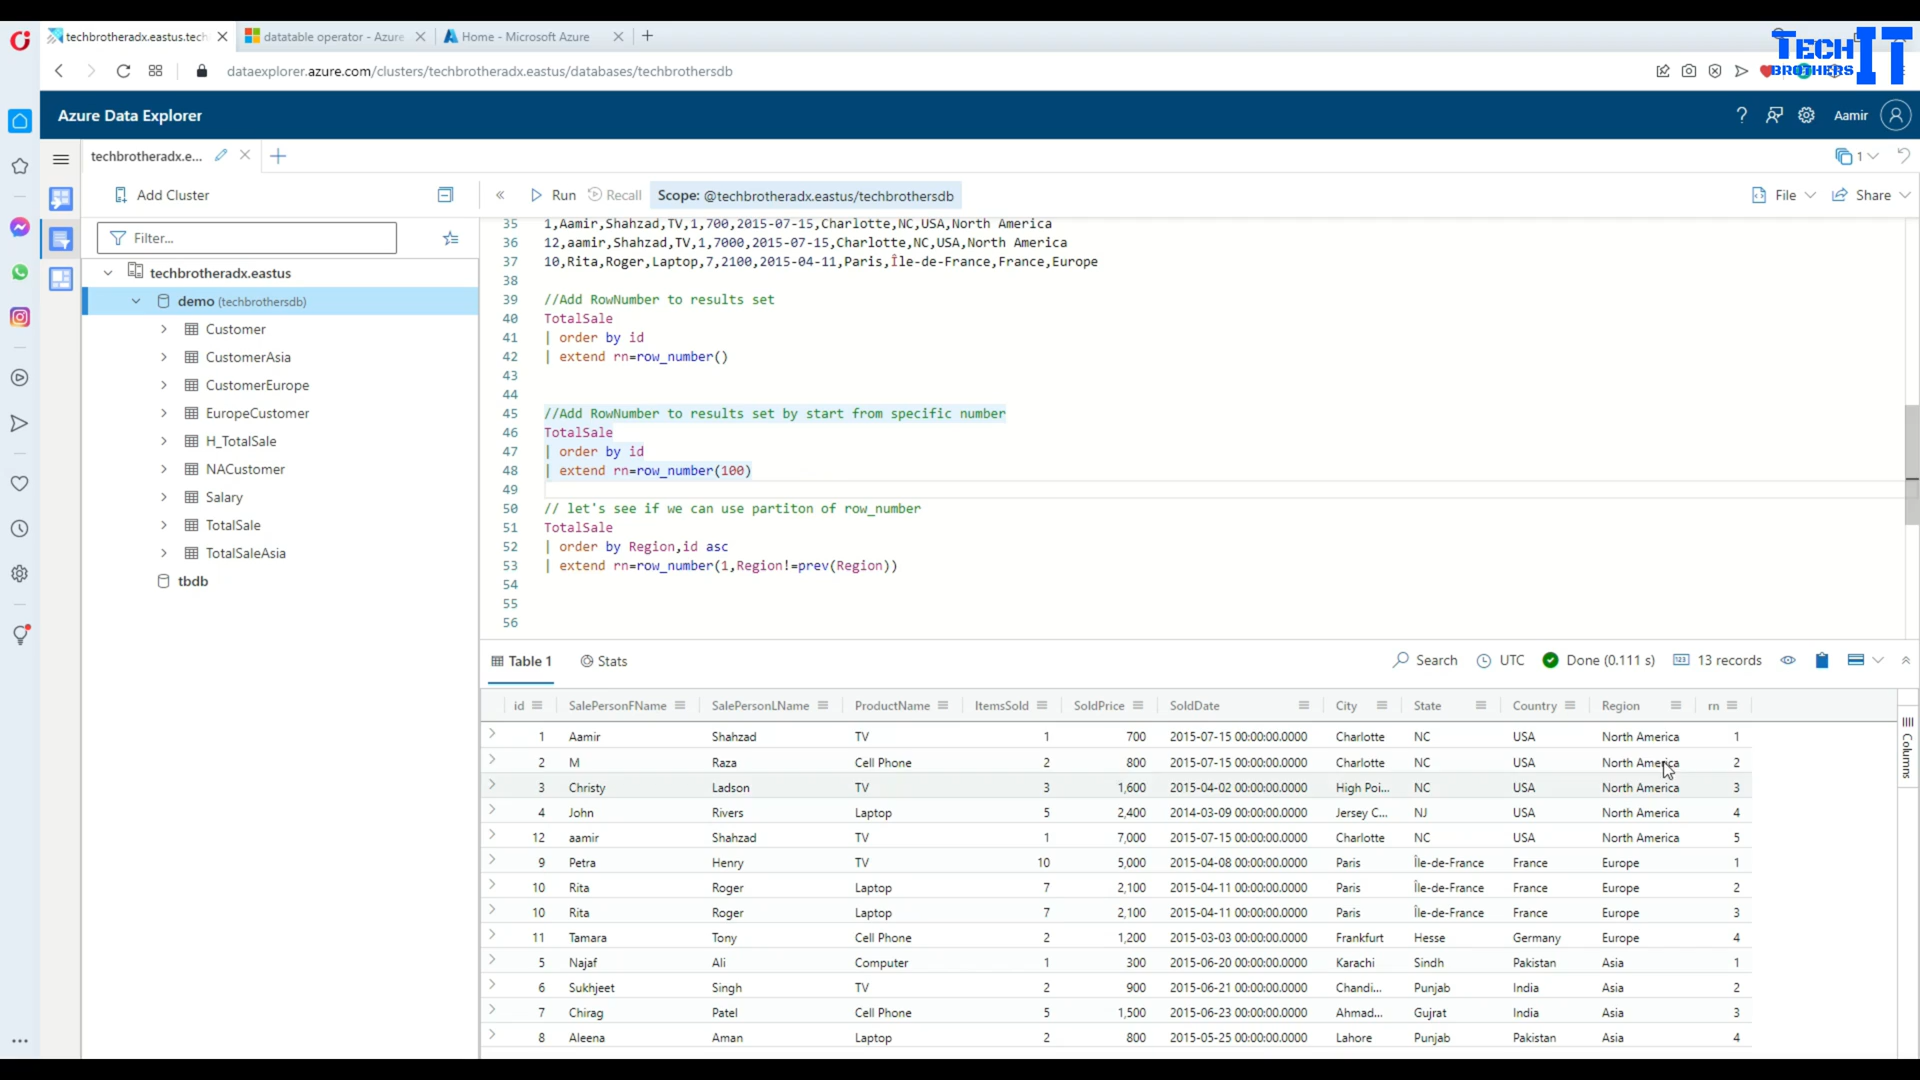 techbrotheradx.eastus.tech
datatable operator - Azure
Home - Microsoft Azure
TECH IT
BROTHERS
dataexplorer.azure.com/clusters/techbrotheradx.eastus/databases/techbrothersdb
Azure Data Explorer
? Aamir
techbrotheradx.e...
1
Add Cluster
Run
Recall
Scope: @techbrotheradx.eastus/techbrothersdb
File
Share
Filter...
techbrotheradx.eastus
demo (techbrothersdb)
Customer
CustomerAsia
CustomerEurope
EuropeCustomer
H_TotalSale
NACustomer
Salary
TotalSale
TotalSaleAsia
tbdb
35 1,Aamir,Shahzad,TV,1,700,2015-07-15,Charlotte,NC,USA,North America
36 12,aamir,Shahzad,TV,1,7000,2015-07-15,Charlotte,NC,USA,North America
37 10,Rita,Roger,Laptop,7,2100,2015-04-11,Paris,Île-de-France,France,Europe
38
39 //Add RowNumber to results set
40 TotalSale
41 | order by id
42 | extend rn=row_number()
43
44
45 //Add RowNumber to results set by start from specific number
46 TotalSale
47 | order by id
48 | extend rn=row_number(100)
49
50 // let's see if we can use partiton of row_number
51 TotalSale
52 | order by Region,id asc
53 | extend rn=row_number(1,Region!=prev(Region))
54
55
56
Table 1
Stats
Search
UTC
Done (0.111 s)
13 records
id SalePersonFName SalePersonLName ProductName ItemsSold SoldPrice SoldDate City State Country Region rn
1 Aamir Shahzad TV 1 700 2015-07-15 00:00:00.0000 Charlotte NC USA North America 1
2 M Raza Cell Phone 2 800 2015-07-15 00:00:00.0000 Charlotte NC USA North America 2
3 Christy Ladson TV 3 1,600 2015-04-02 00:00:00.0000 High Poi... NC USA North America 3
4 John Rivers Laptop 5 2,400 2014-03-09 00:00:00.0000 Jersey C... NJ USA North America 4
12 aamir Shahzad TV 1 7,000 2015-07-15 00:00:00.0000 Charlotte NC USA North America 5
9 Petra Henry TV 10 5,000 2015-04-08 00:00:00.0000 Paris Île-de-France France Europe 1
10 Rita Roger Laptop 7 2,100 2015-04-11 00:00:00.0000 Paris Île-de-France France Europe 2
10 Rita Roger Laptop 7 2,100 2015-04-11 00:00:00.0000 Paris Île-de-France France Europe 3
11 Tamara Tony Cell Phone 2 1,200 2015-03-03 00:00:00.0000 Frankfurt Hesse Germany Europe 4
5 Najaf Ali Computer 1 300 2015-06-20 00:00:00.0000 Karachi Sindh Pakistan Asia 1
6 Sukhjeet Singh TV 2 900 2015-06-21 00:00:00.0000 Chandi... Punjab India Asia 2
7 Chirag Patel Cell Phone 5 1,500 2015-06-23 00:00:00.0000 Ahmad... Gujrat India Asia 3
8 Aleena Aman Laptop 2 800 2015-05-25 00:00:00.0000 Lahore Punjab Pakistan Asia 4
Columns